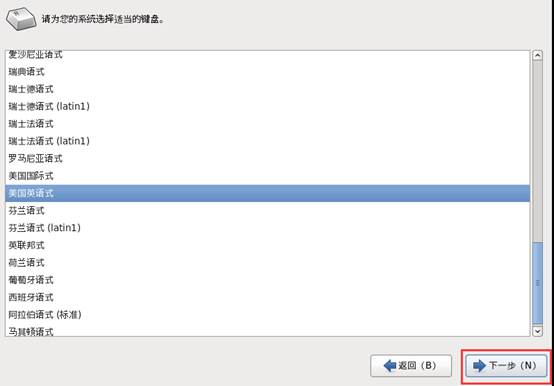 请为您的系统选择适当的键盘。
爱沙尼亚语式
瑞典语式
瑞士德语式
瑞士德语式 (latin1)
瑞士法语式
瑞士法语式 (latin1)
罗马尼亚语式
美国国际式
美国英语式
芬兰语式
芬兰语式 (latin1)
英联邦式
荷兰语式
葡萄牙语式
西班牙语式
阿拉伯语式 (标准)
马其顿语式
返回（B）
下一步（N）